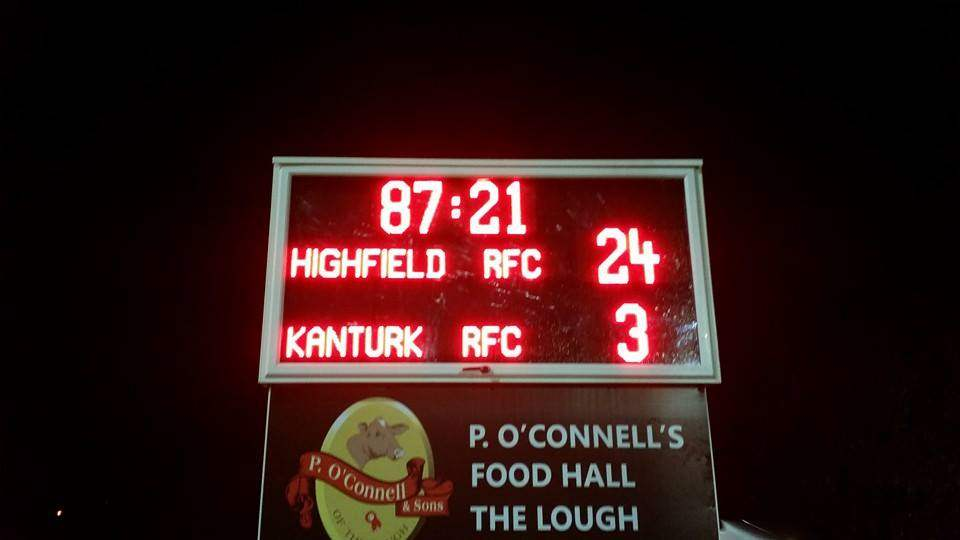 87:21
HIGHFIELD RFC 24
KANTURK RFC 3
P. O'CONNELL'S
FOOD HALL
THE LOUGH
P. O'Connell
& Sons